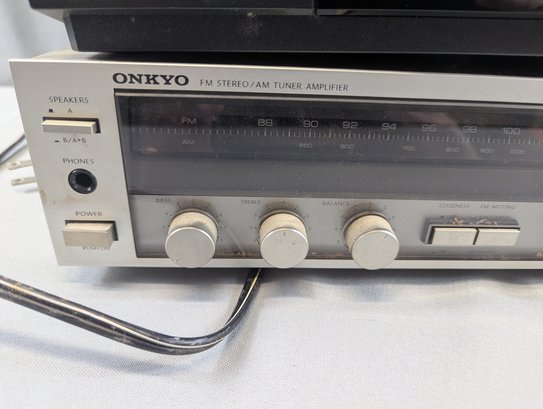 ONKYO FM STEREO/AM TUNER AMPLIFIER
SPEAKERS
A
B/A+B
PHONES
POWER
PUSH ON
FM 88 90 92 94 96 98 100
AM 550 600 700 800 900 1000
BASS TREBLE BALANCE LOUDNESS FM MUTING